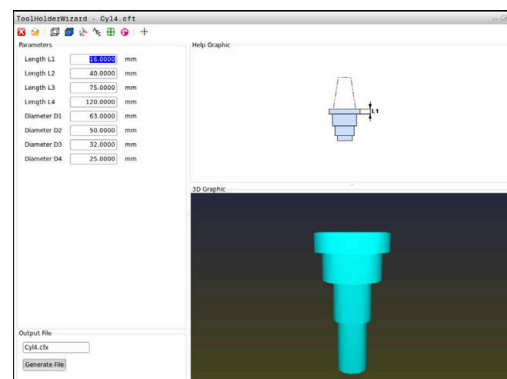 ToolHolderWizard - Cyl4.cft
Parameters
Length L1 16.0000 mm
Length L2 40.0000 mm
Length L3 75.0000 mm
Length L4 120.0000 mm
Diameter D1 63.0000 mm
Diameter D2 50.0000 mm
Diameter D3 32.0000 mm
Diameter D4 25.0000 mm
Output File
Cyl4.cfx
Generate File
Help Graphic
L1
3D Graphic